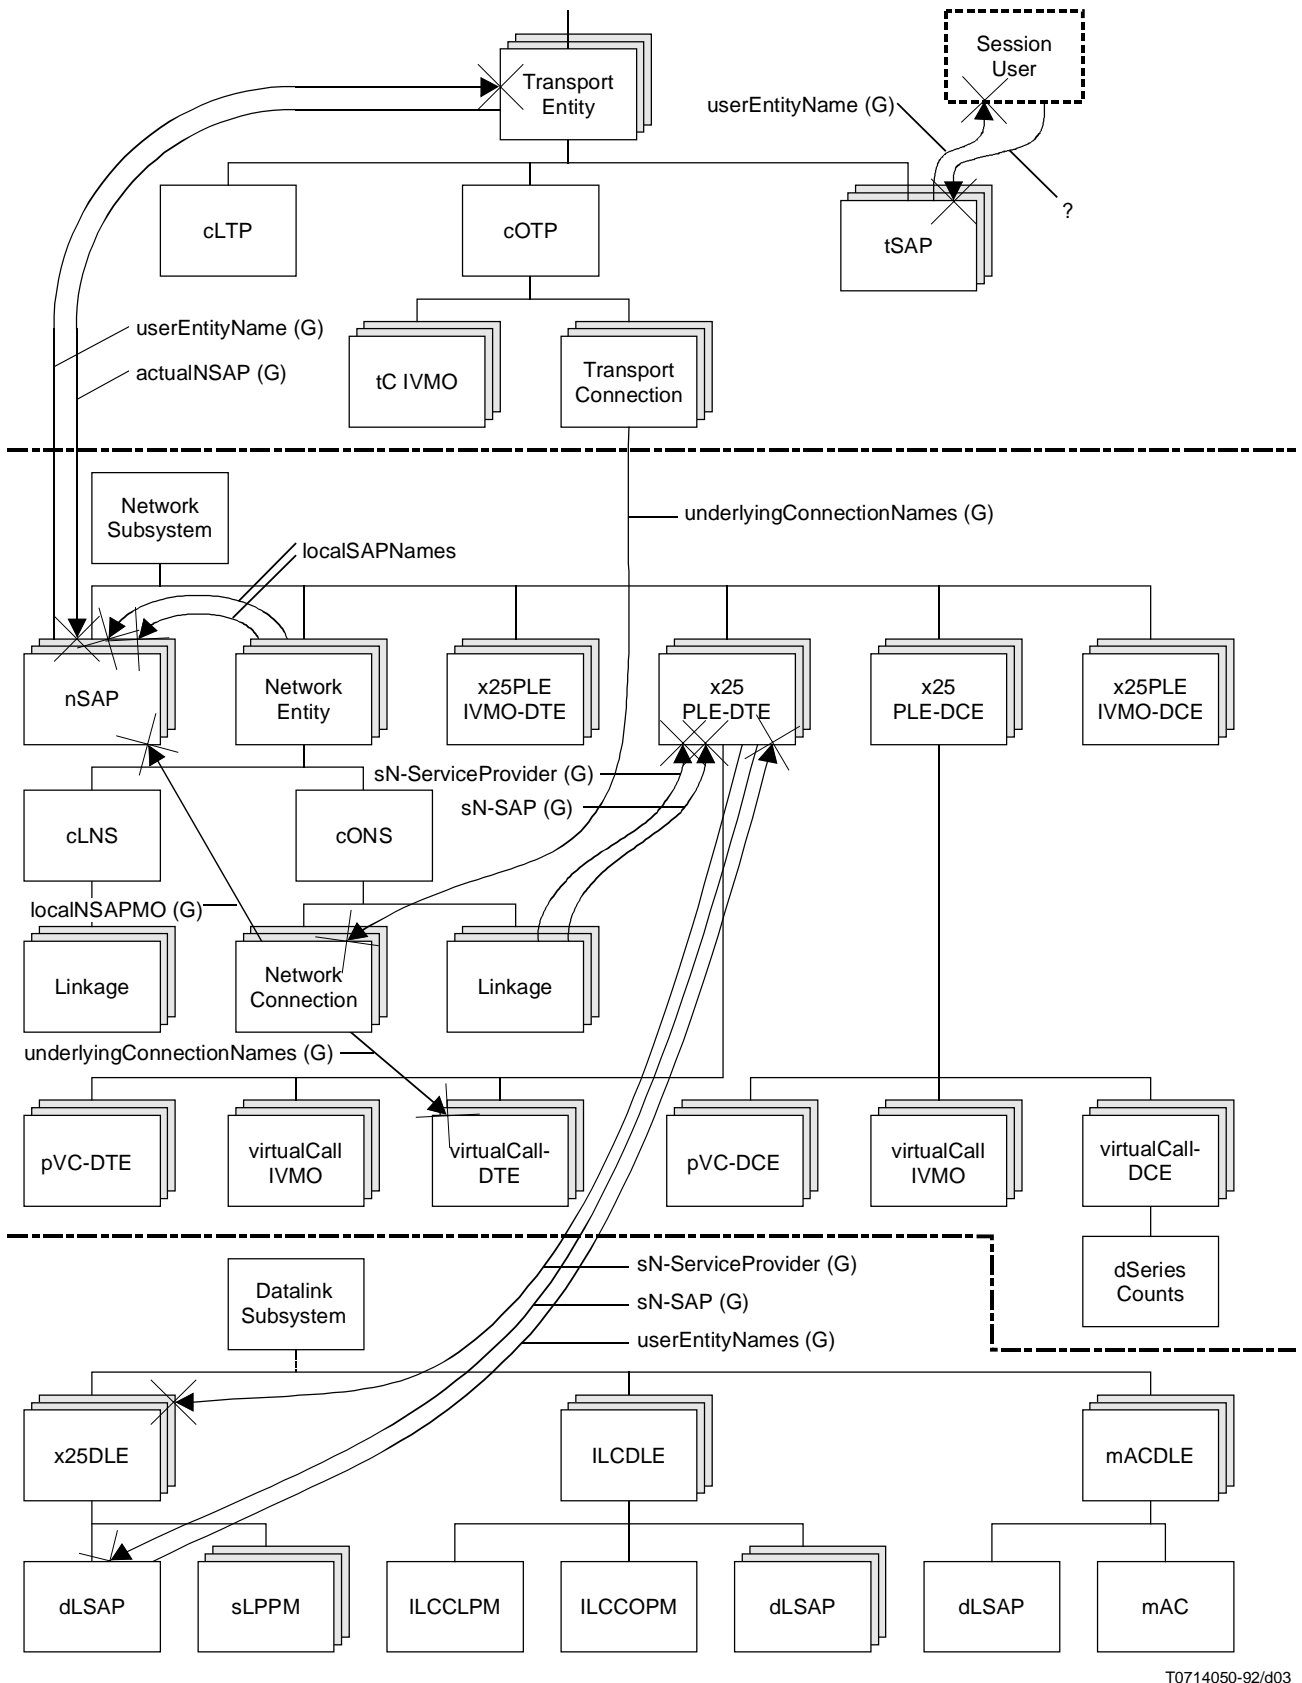 Session
User
Transport
Entity
userEntityName (G)
?
cLTP
cOTP
tSAP
userEntityName (G)
actualNSAP (G)
tC IVMO
Transport
Connection
Network
Subsystem
underlyingConnectionNames (G)
localSAPNames
nSAP
Network
Entity
x25PLE
IVMO-DTE
x25
PLE-DTE
x25
PLE-DCE
x25PLE
IVMO-DCE
sN-ServiceProvider (G)
sN-SAP (G)
cLNS
cONS
localNSAPMO (G)
Linkage
Network
Connection
Linkage
underlyingConnectionNames (G)
pVC-DTE
virtualCall
IVMO
virtualCall-
DTE
pVC-DCE
virtualCall
IVMO
virtualCall-
DCE
sN-ServiceProvider (G)
sN-SAP (G)
userEntityNames (G)
dSeries
Counts
Datalink
Subsystem
x25DLE
lLCDLE
mACDLE
dLSAP
sLPPM
lLCCLPM
lLCCOPM
dLSAP
dLSAP
mAC
T0714050-92/d03